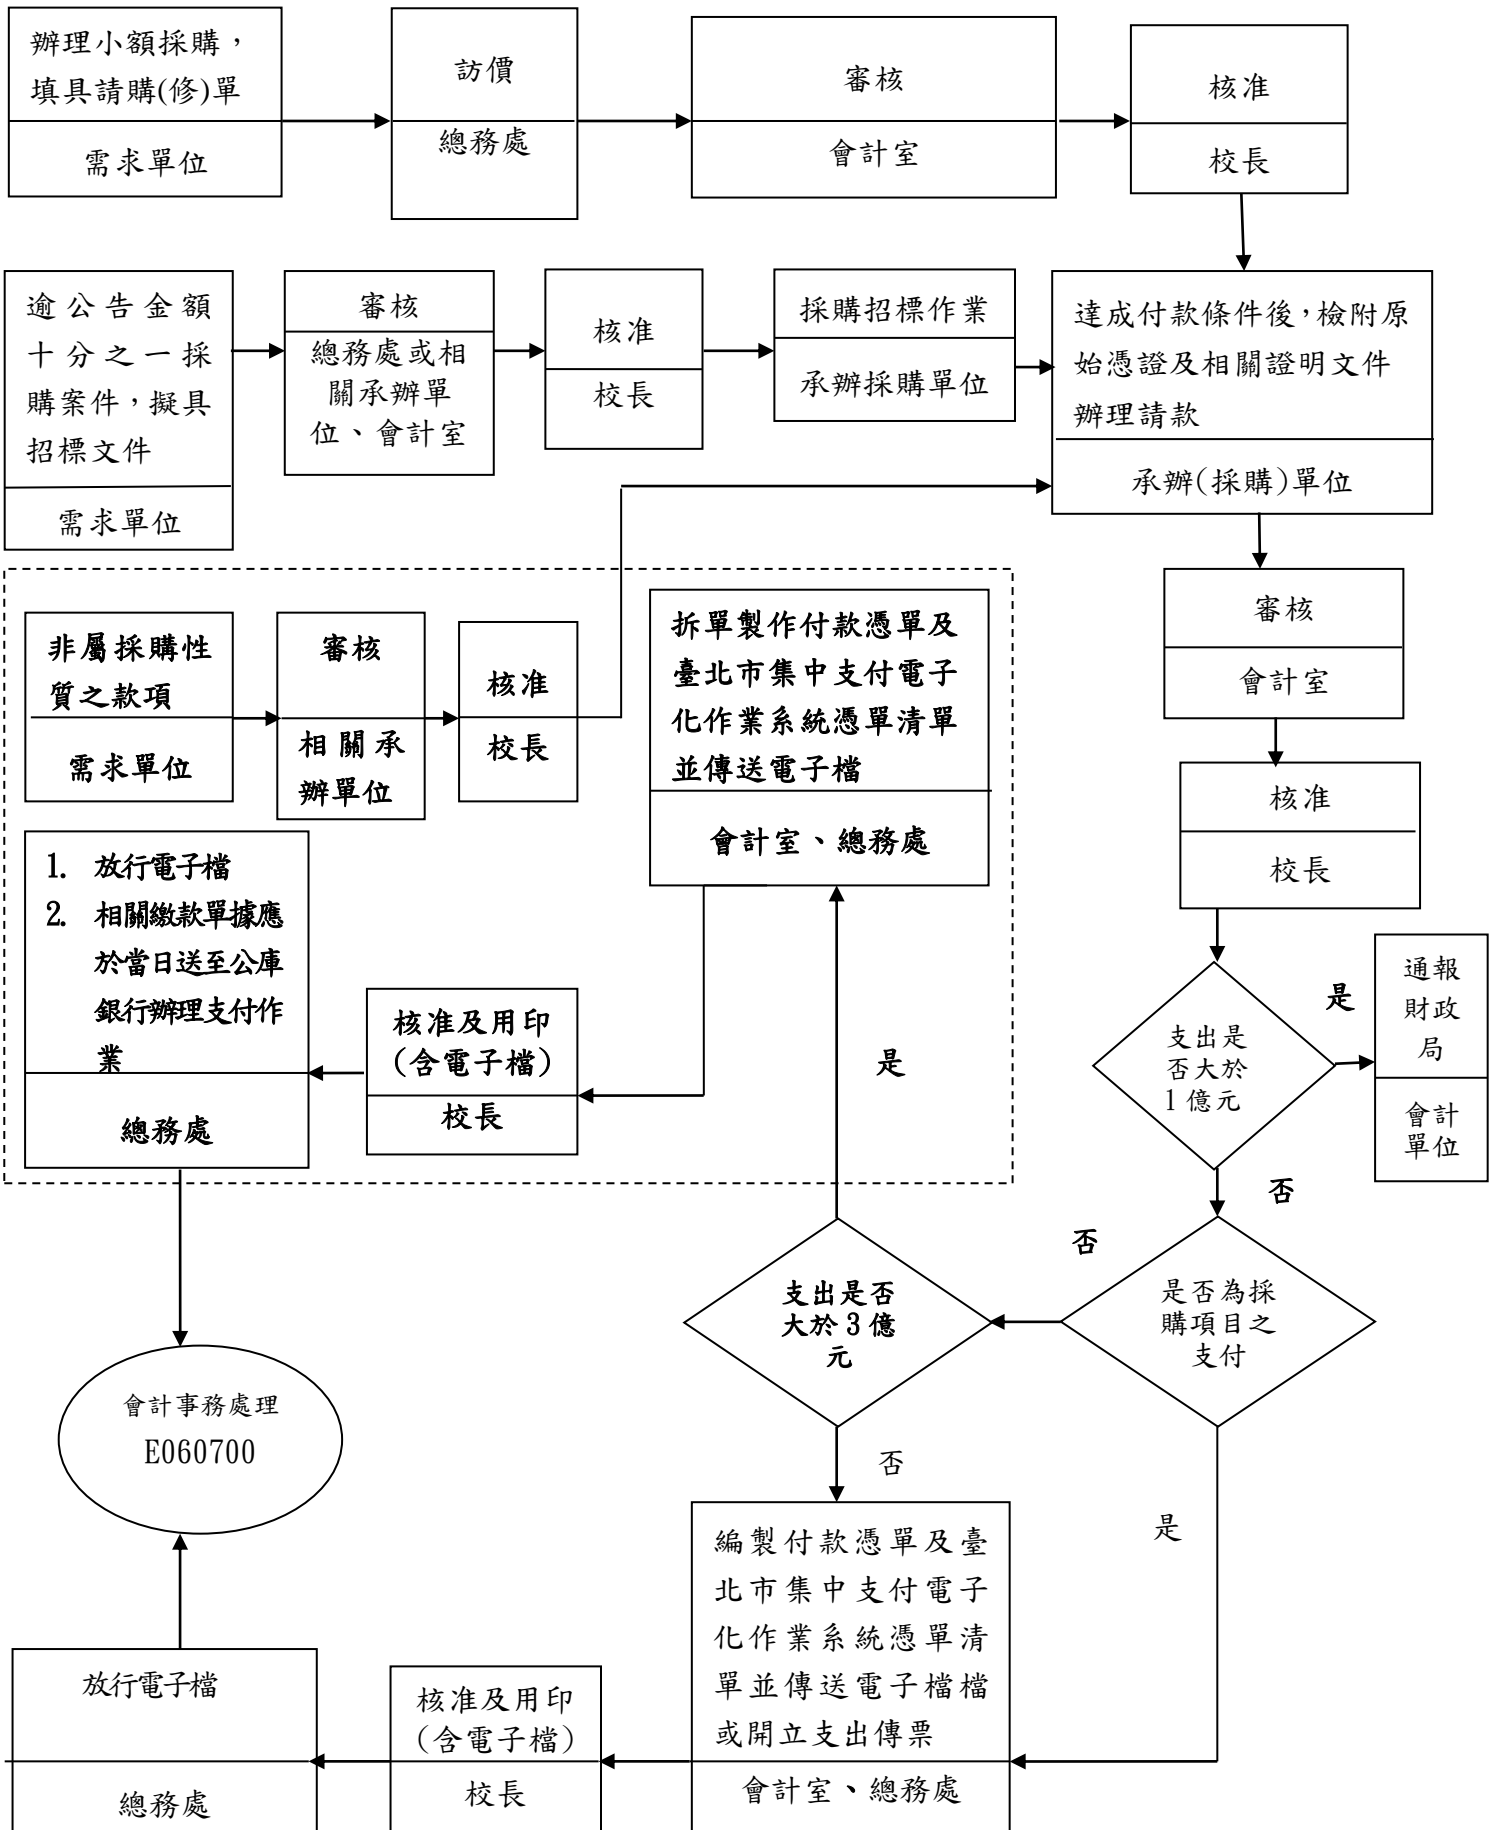 辦理小額採購，
填具請購(修)單
需求單位
訪價
總務處
審核
會計室
核准
校長
逾公告金額
十分之一採
購案件，擬具
招標文件
需求單位
審核
總務處或相
關承辦單
位、會計室
核准
校長
採購招標作業
承辦採購單位
達成付款條件後，檢附原
始憑證及相關證明文件
辦理請款
承辦(採購)單位
審核
會計室
核准
校長
非屬採購性
質之款項
需求單位
審核
相關承
辦單位
核准
校長
拆單製作付款憑單及
臺北市集中支付電子
化作業系統憑單清單
並傳送電子檔
會計室、總務處
1. 放行電子檔
2. 相關繳款單據應
於當日送至公庫
銀行辦理支付作
業
總務處
核准及用印
(含電子檔)
校長
是
支出是
否大於
1 億元
是
通報
財政
局
會計
單位
否
是否為採
購項目之
支付
否
支出是否
大於 3 億
元
否
是
會計事務處理
E060700
編製付款憑單及臺
北市集中支付電子
化作業系統憑單清
單並傳送電子檔檔
或開立支出傳票
會計室、總務處
核准及用印
(含電子檔)
校長
放行電子檔
總務處